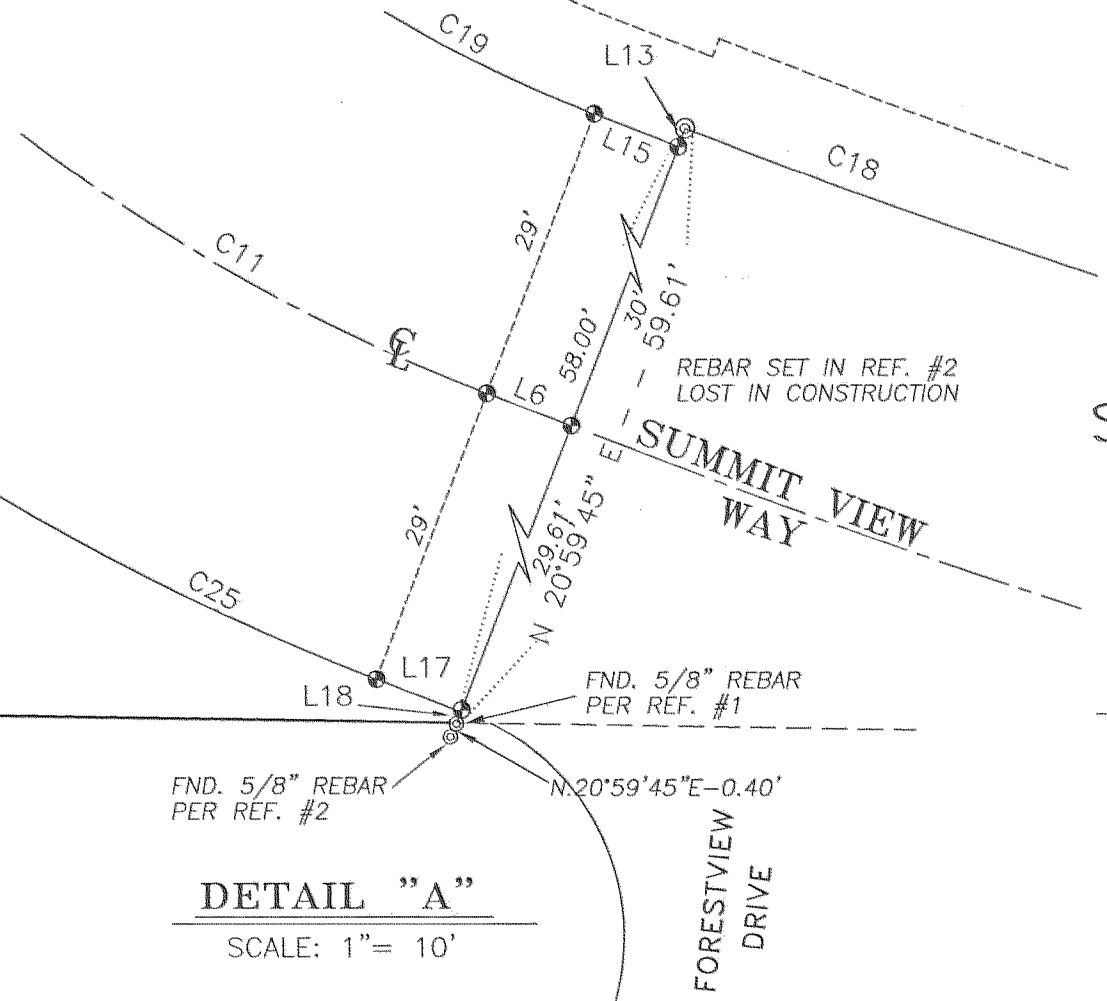 C19
L13
L15
C18
29'
C11
30'
59.61'
58.00'
REBAR SET IN REF. #2
LOST IN CONSTRUCTION
CL
L6
SUMMIT VIEW
WAY
29'
29.61'
N 20°59'45" E
C25
L17
L18
FND. 5/8" REBAR
PER REF. #1
FND. 5/8" REBAR
PER REF. #2
N.20°59'45"E-0.40'
FORESTVIEW
DRIVE
DETAIL "A"
SCALE: 1"= 10'